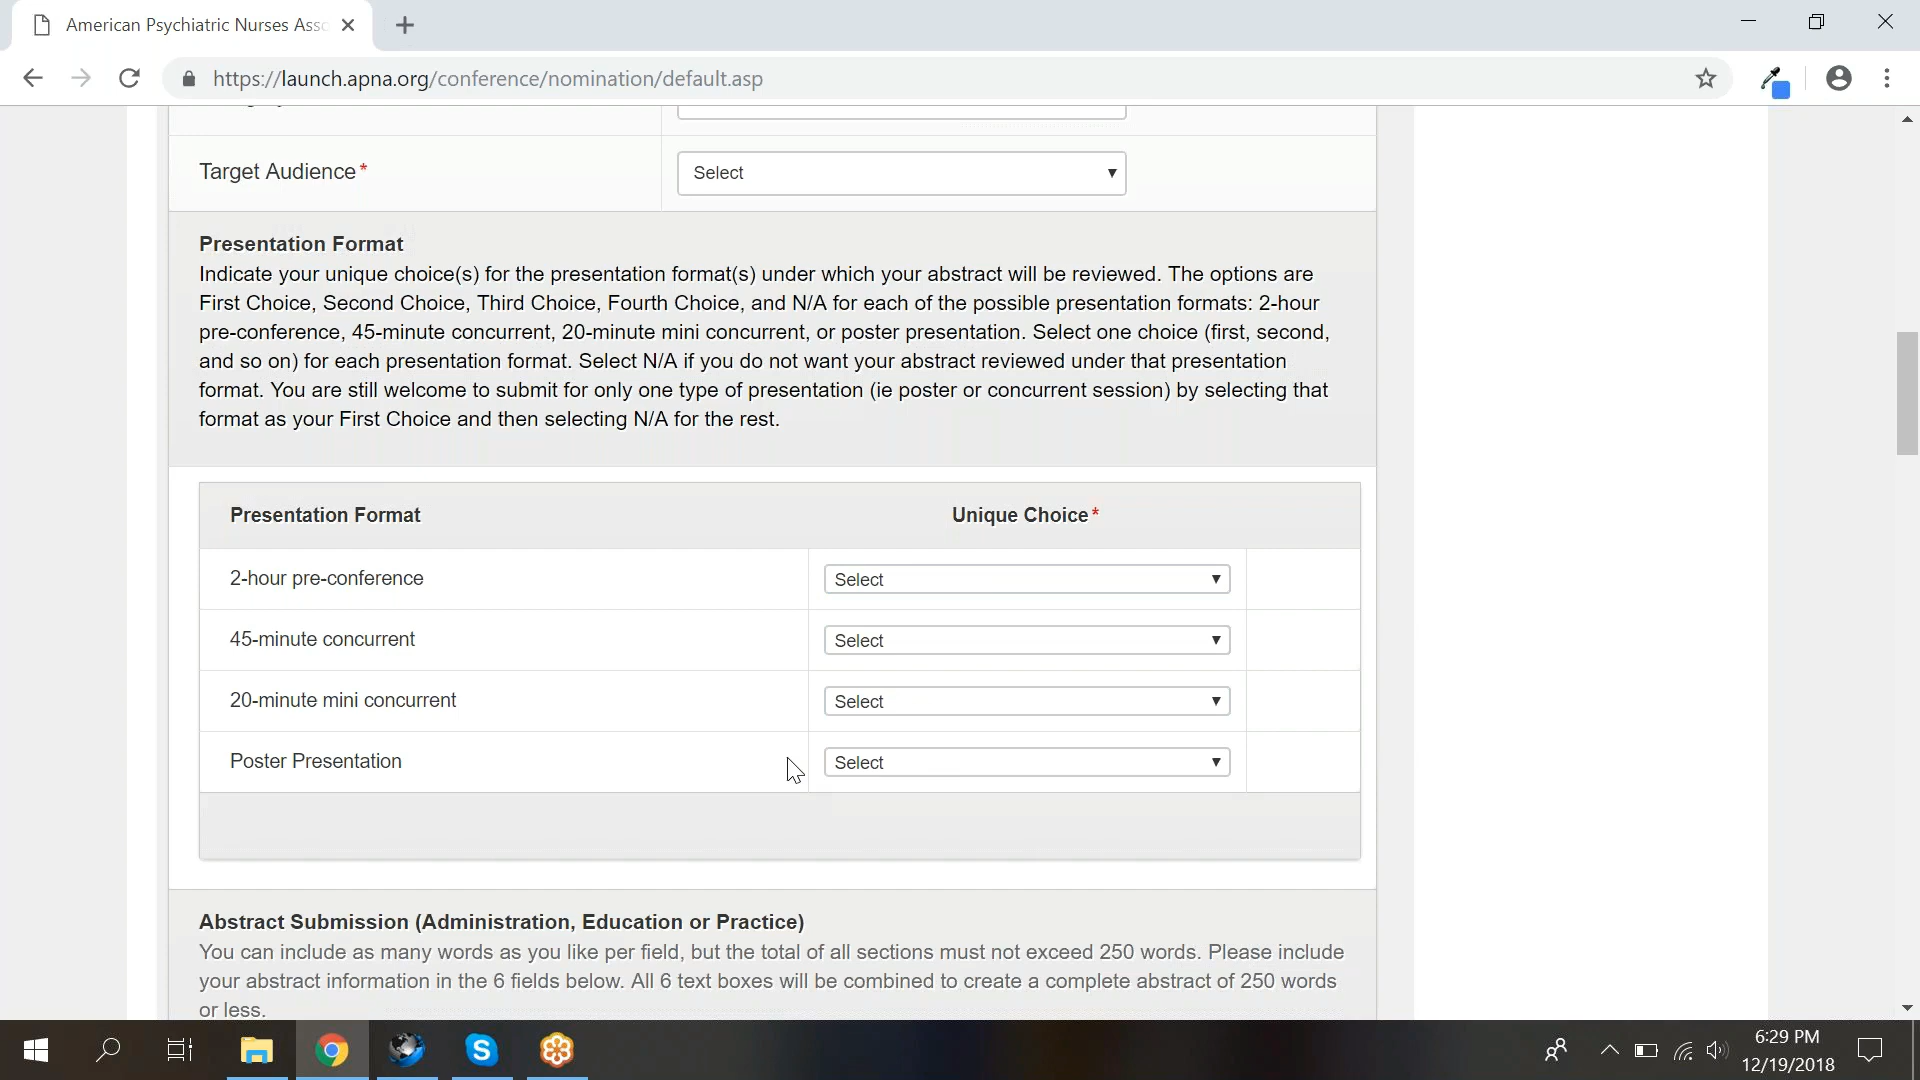 American Psychiatric Nurses Ass
https://launch.apna.org/conference/nomination/default.asp
Target Audience*
Select
Presentation Format
Indicate your unique choice(s) for the presentation format(s) under which your abstract will be reviewed. The options are
First Choice, Second Choice, Third Choice, Fourth Choice, and N/A for each of the possible presentation formats: 2-hour
pre-conference, 45-minute concurrent, 20-minute mini concurrent, or poster presentation. Select one choice (first, second,
and so on) for each presentation format. Select N/A if you do not want your abstract reviewed under that presentation
format. You are still welcome to submit for only one type of presentation (ie poster or concurrent session) by selecting that
format as your First Choice and then selecting N/A for the rest.
Presentation Format Unique Choice*
2-hour pre-conference Select
45-minute concurrent Select
20-minute mini concurrent Select
Poster Presentation Select
Abstract Submission (Administration, Education or Practice)
You can include as many words as you like per field, but the total of all sections must not exceed 250 words. Please include
your abstract information in the 6 fields below. All 6 text boxes will be combined to create a complete abstract of 250 words
or less.
6:29 PM
12/19/2018